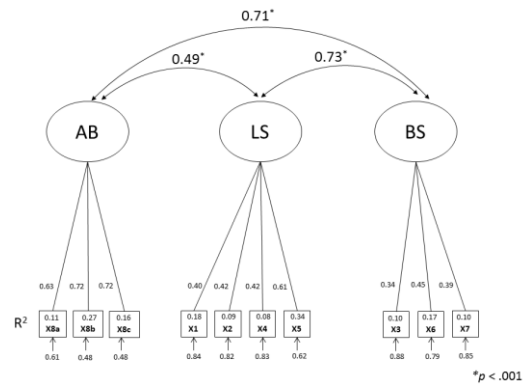 0.71*
0.49* 0.73*
AB LS BS
0.63 0.72 0.72 0.40 0.42 0.42 0.61 0.34 0.45 0.39
R² 0.11 0.27 0.16 0.18 0.09 0.08 0.34 0.10 0.17 0.10
X8a X8b X8c X1 X2 X4 X5 X3 X6 X7
0.61 0.48 0.48 0.84 0.82 0.83 0.62 0.88 0.79 0.85
*p < .001